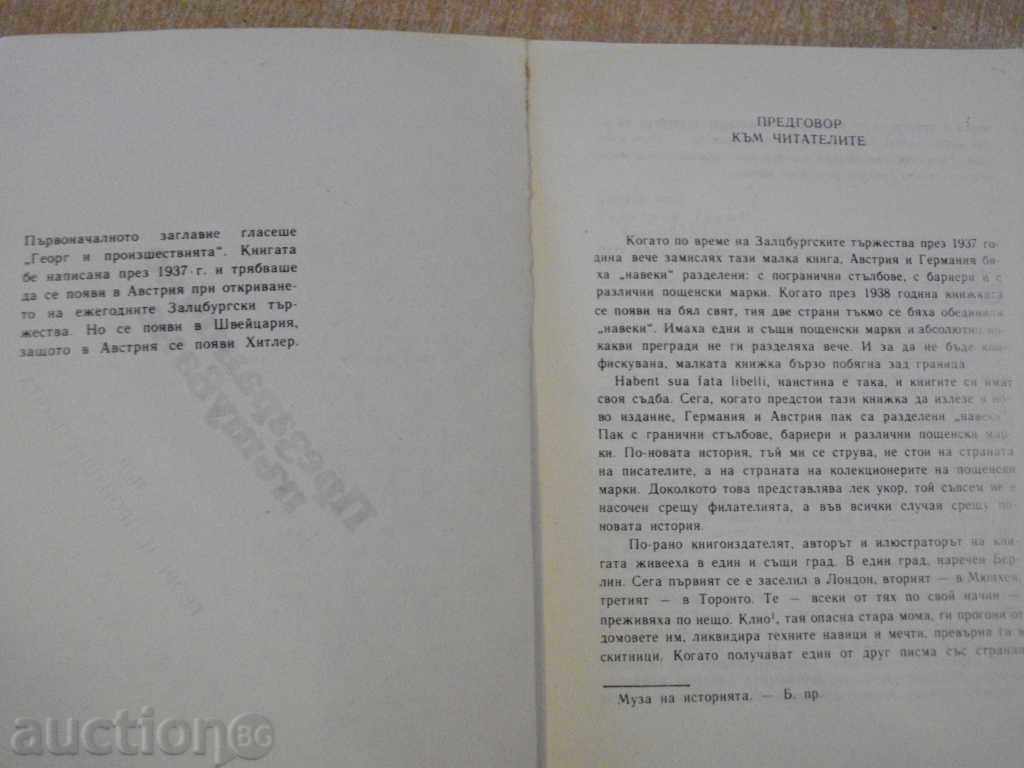 Първоначалното заглавие гласеше
„Георг и произшествията“. Книгата
бе написана през 1937 г. и трябваше
да се появи в Австрия при откриване-
то на ежегодните Залцбургски тър-
жества. Но се появи в Швейцария,
защото в Австрия се появи Хитлер.
ПРЕДГОВОР
КЪМ ЧИТАТЕЛИТЕ
Когато по време на Залцбургските тържества през 1937 го-
дина вече замислях тази малка книга, Австрия и Германия бя-
ха „навеки“ разделени: с погранични стълбове, с бариери и с
различни пощенски марки. Когато през 1938 година книжката
се появи на бял свят, тия две страни тъкмо се бяха обединили
„навеки“. Имаха едни и същи пощенски марки и абсолютно ни-
какви прегради не ги разделяха вече. И за да не бъде кон-
фискувана, малката книжка бързо побягна зад граница
Habent sua fata libelli, наистина е така, и книгите си имат
своя съдба. Сега, когато предстои тази книжка да излезе в но-
во издание, Германия и Австрия пак са разделени „навеки“.
Пак с гранични стълбове, бариери и различни пощенски мар-
ки. По-новата история, тъй ми се струва, не стои на страната
на писателите, а на страната на колекционерите на пощенски
марки. Доколкото това представлява лек укор, той съвсем не е
насочен срещу филателията, а във всички случаи срещу по-
новата история.
По-рано книгоиздателят, авторът и илюстраторът на кни-
гата живееха в един и същи град. В един град, наречен Бер-
лин. Сега първият се е заселил в Лондон, вторият — в Мюнхен,
третият — в Торонто. Те — всеки от тях по свой начин —
преживяха по нещо. Клио¹, тая опасна стара мома, ги прогони от
домовете им, ликвидира техните навици и мечти, превърна ги в
скитници. Когато получават един от друг писма със странни
Муза на историята. — Б. пр.
auction BG